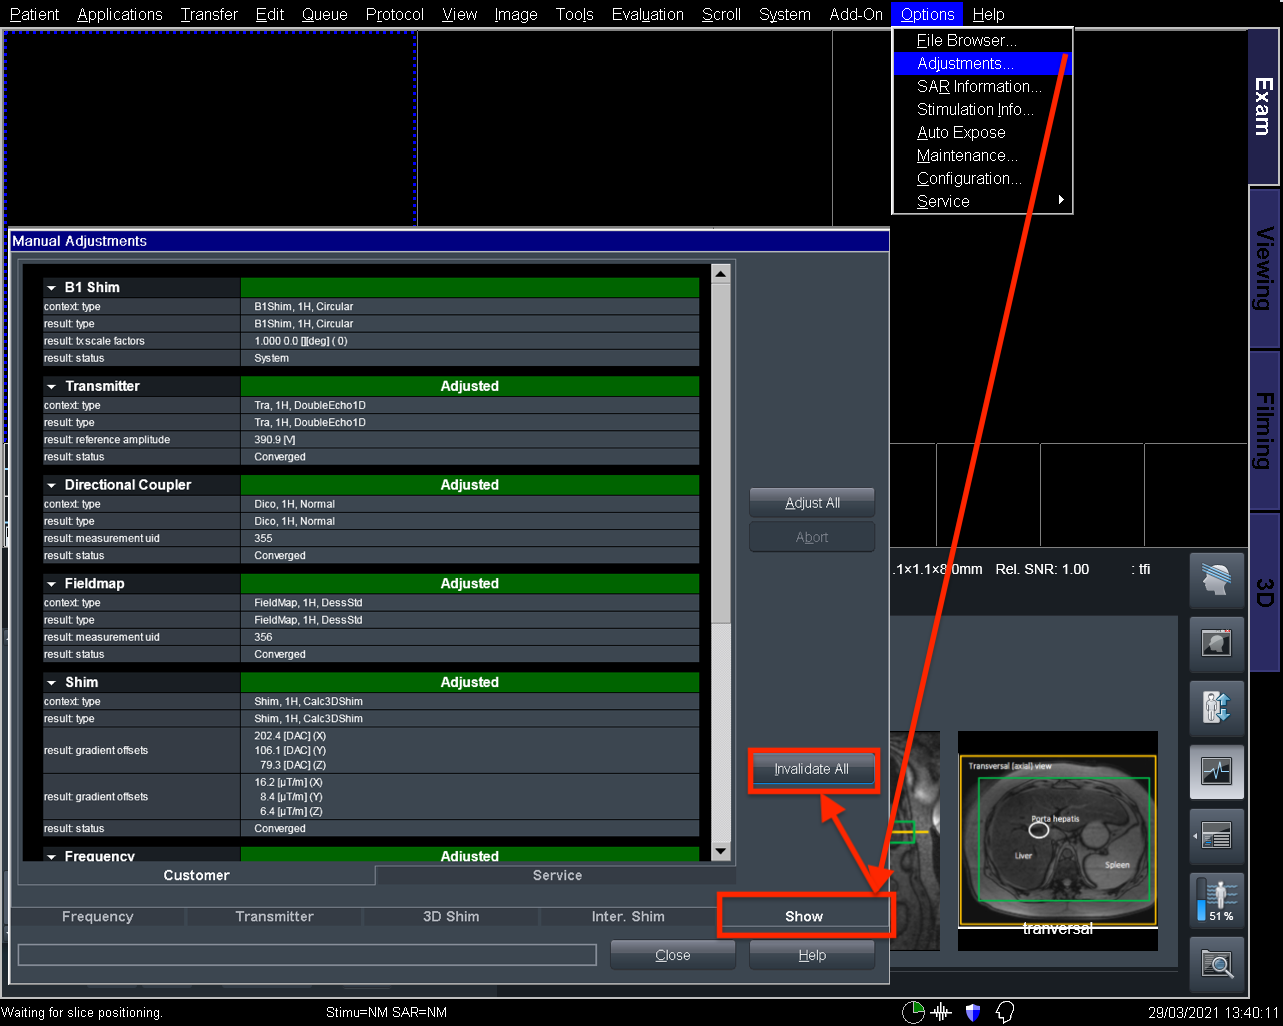 Patient Applications Transfer Edit Queue Protocol View Image Tools Evaluation Scroll System Add-On Options Help
File Browser...
Adjustments...
SAR Information...
Stimulation Info...
Auto Expose
Maintenance...
Configuration...
Service
Exam
Viewing
Filming
3D
Manual Adjustments
B1 Shim
context: type B1Shim, 1H, Circular
result: type B1Shim, 1H, Circular
result: tx scale factors 1.000 0.0 [][deg] ( 0)
result: status System
Transmitter Adjusted
context: type Tra, 1H, DoubleEcho1D
result: type Tra, 1H, DoubleEcho1D
result: reference amplitude 390.9 [V]
result: status Converged
Directional Coupler Adjusted
context: type Dico, 1H, Normal
result: type Dico, 1H, Normal
result: measurement uid 355
result: status Converged
Fieldmap Adjusted
context: type FieldMap, 1H, DessStd
result: type FieldMap, 1H, DessStd
result: measurement uid 356
result: status Converged
Shim Adjusted
context: type Shim, 1H, Calc3DShim
result: type Shim, 1H, Calc3DShim
result: gradient offsets 202.4 [DAC] (X)
106.1 [DAC] (Y)
79.3 [DAC] (Z)
result: gradient offsets 16.2 [µT/m] (X)
8.4 [µT/m] (Y)
6.4 [µT/m] (Z)
result: status Converged
Frequency Adjusted
Customer Service
Frequency Transmitter 3D Shim Inter. Shim Show
Adjust All
Abort
Invalidate All
Close Help
.1×1.1×8.0mm Rel. SNR: 1.00 : tfi
Transversal (axial) view
Porta hepatis
Liver
Spleen
tranversal
51 %
Waiting for slice positioning. Stimu=NM SAR=NM 29/03/2021 13:40:11